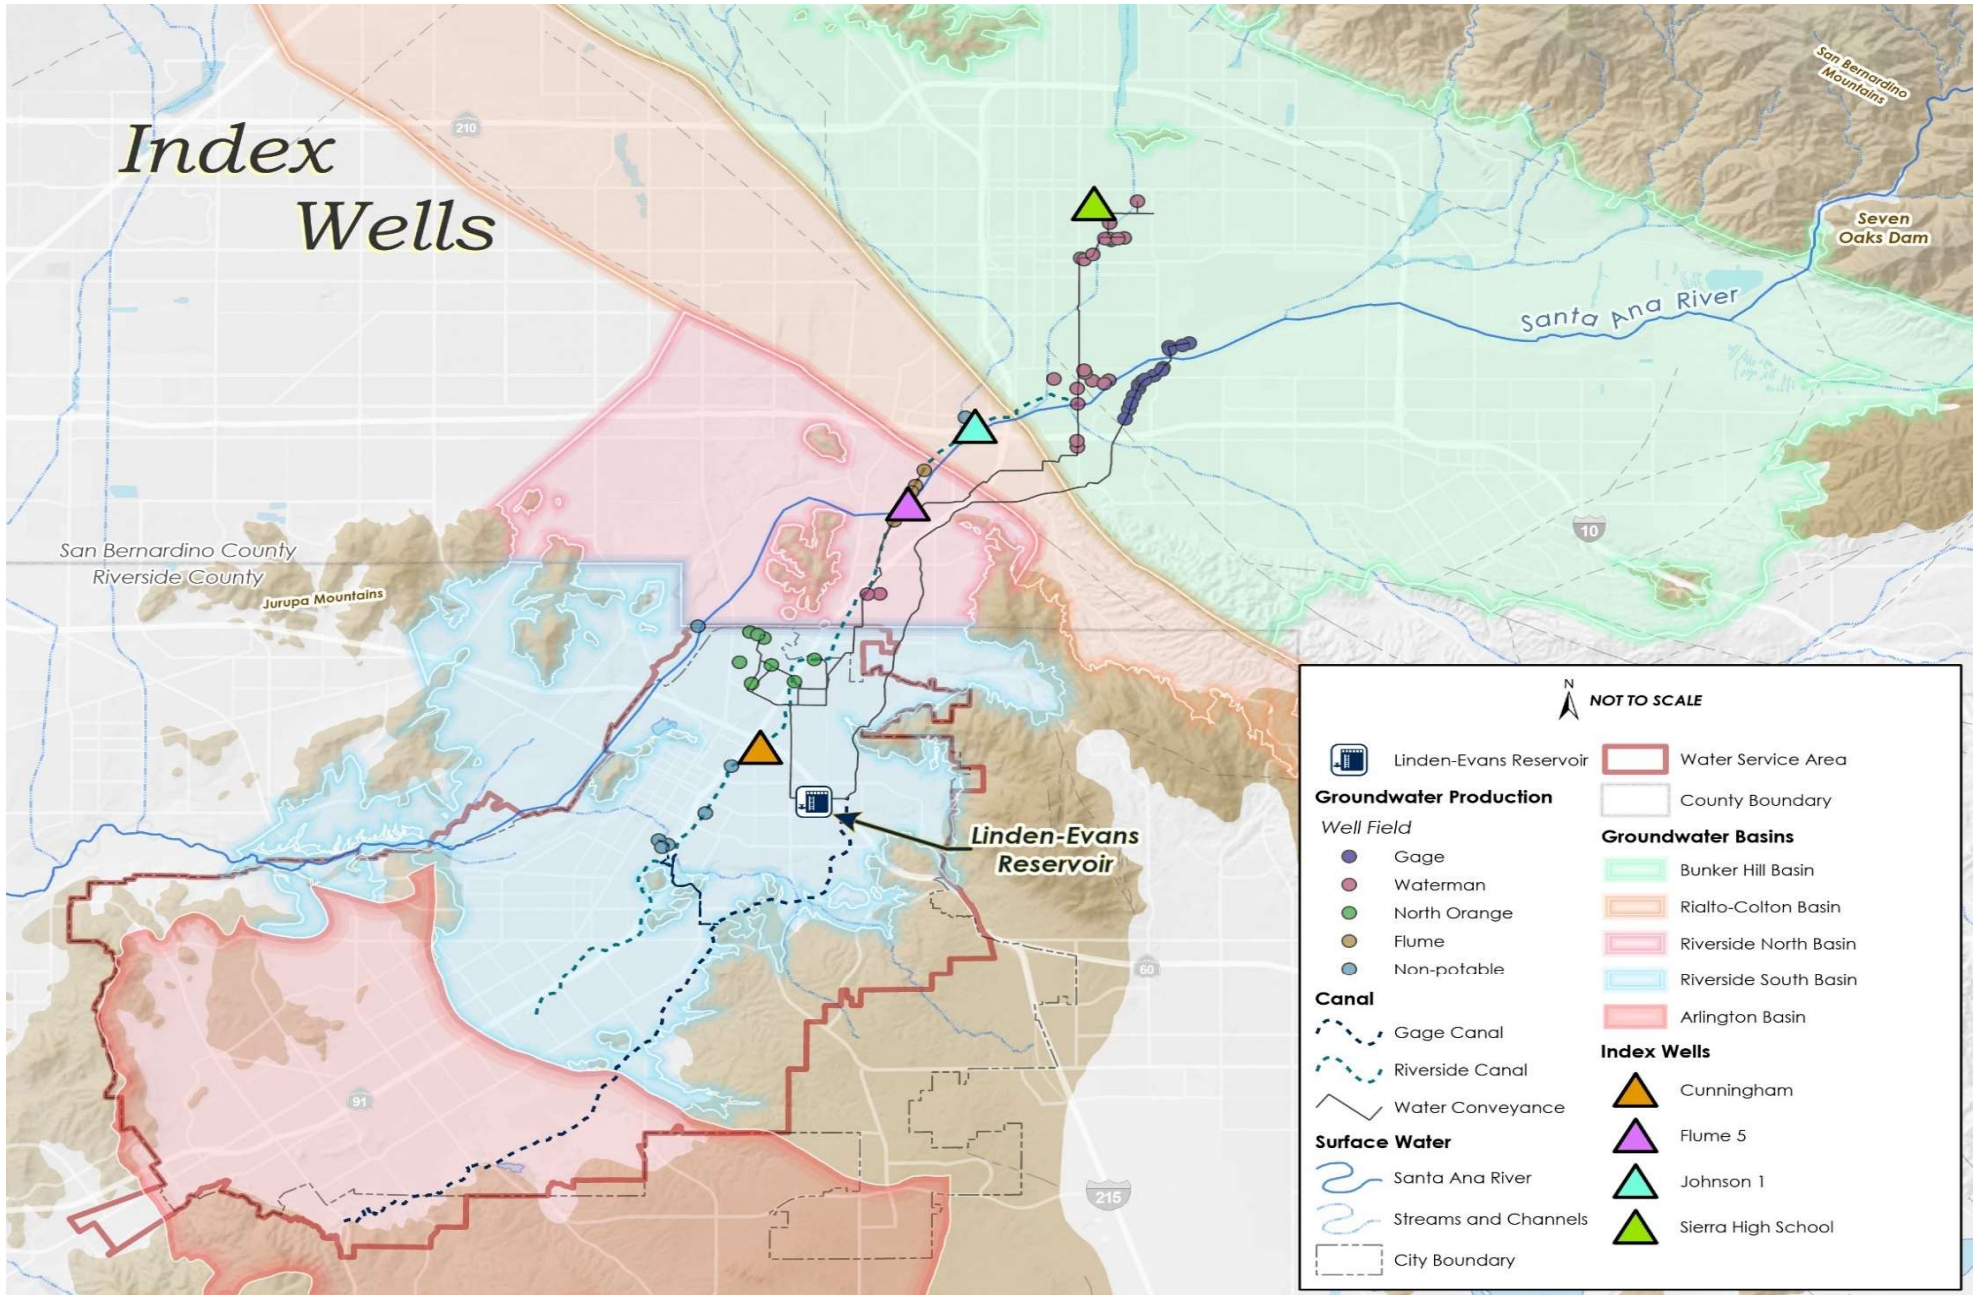 Index
Wells
210
San Bernardino
Mountains
Seven
Oaks Dam
Santa Ana River
10
San Bernardino County
Riverside County
Jurupa Mountains
Linden-Evans
Reservoir
60
91
215
N
NOT TO SCALE
Linden-Evans Reservoir
Groundwater Production
Well Field
Gage
Waterman
North Orange
Flume
Non-potable
Canal
Gage Canal
Riverside Canal
Water Conveyance
Surface Water
Santa Ana River
Streams and Channels
City Boundary
Water Service Area
County Boundary
Groundwater Basins
Bunker Hill Basin
Rialto-Colton Basin
Riverside North Basin
Riverside South Basin
Arlington Basin
Index Wells
Cunningham
Flume 5
Johnson 1
Sierra High School